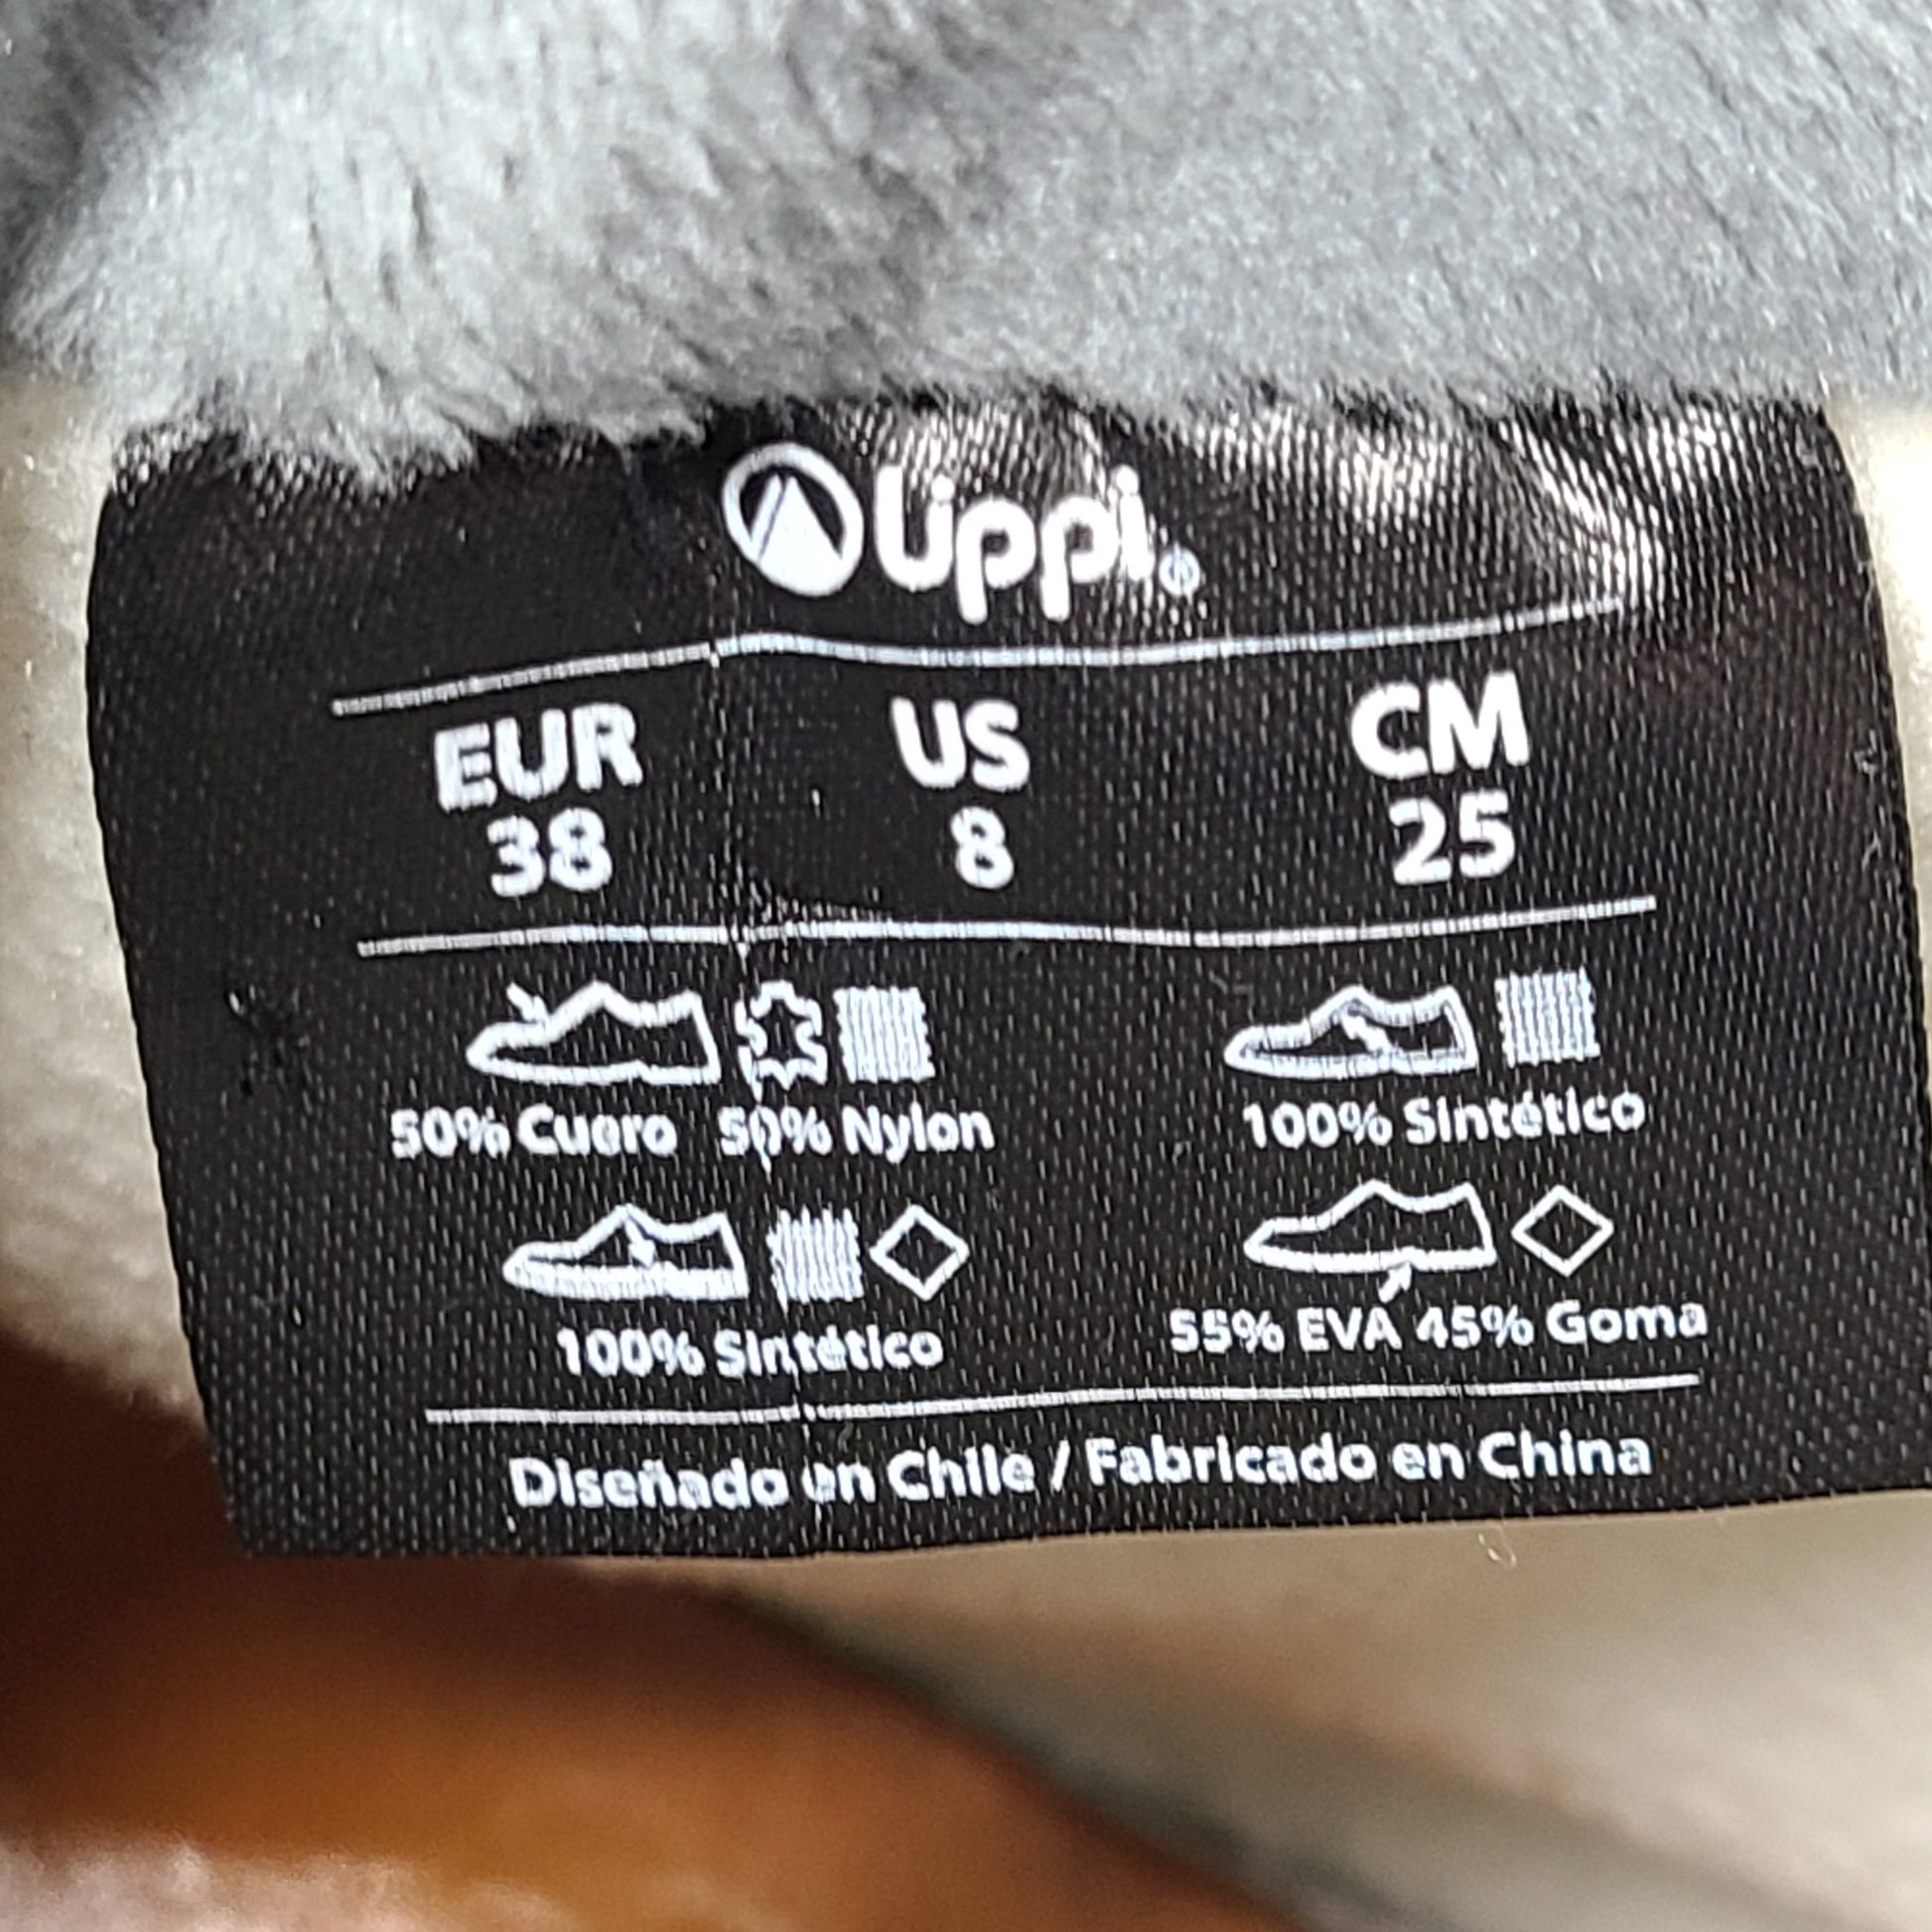 Lippi®
EUR US CM
38 8 25
50% Cuero 50% Nylon 100% Sintético
100% Sintético 55% EVA 45% Goma
Diseñado en Chile / Fabricado en China